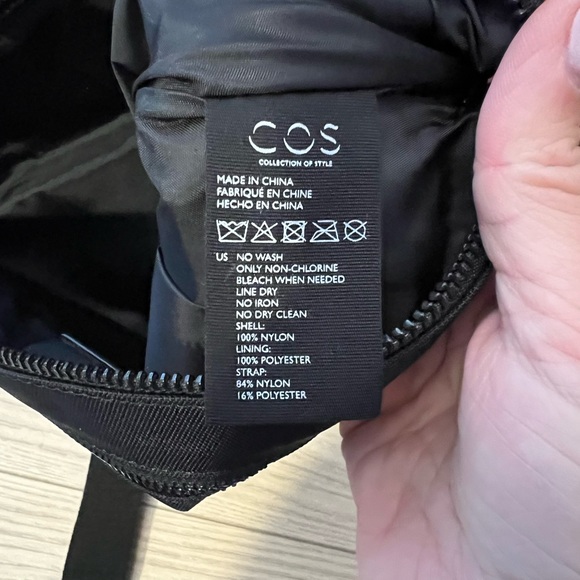 COS
COLLECTION OF STYLE
MADE IN CHINA
FABRIQUÉ EN CHINE
HECHO EN CHINA
US NO WASH
ONLY NON-CHLORINE
BLEACH WHEN NEEDED
LINE DRY
NO IRON
NO DRY CLEAN
SHELL:
100% NYLON
LINING:
100% POLYESTER
STRAP:
84% NYLON
16% POLYESTER